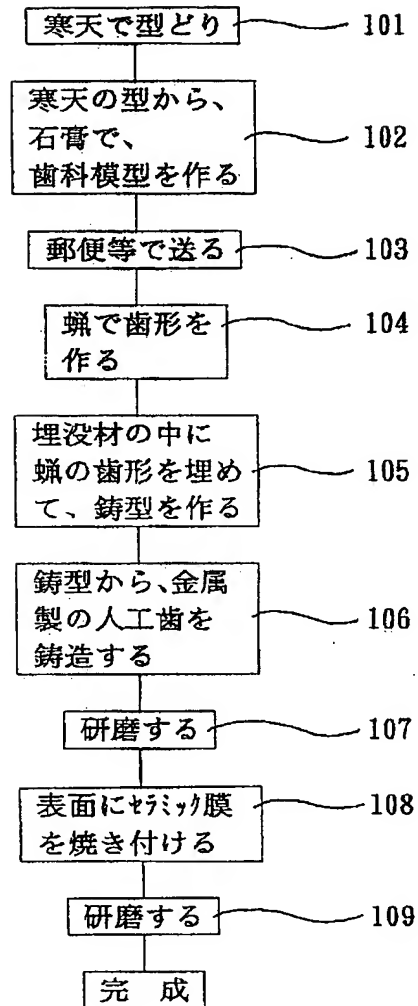 寒天で型どり 101
寒天の型から、
石膏で、 102
歯科模型を作る
郵便等で送る 103
蝋で歯形を 104
作る
埋没材の中に
蝋の歯形を埋め 105
て、鋳型を作る
鋳型から、金属
製の人工歯を 106
鋳造する
研磨する 107
表面にセラミック膜 108
を焼き付ける
研磨する 109
完 成